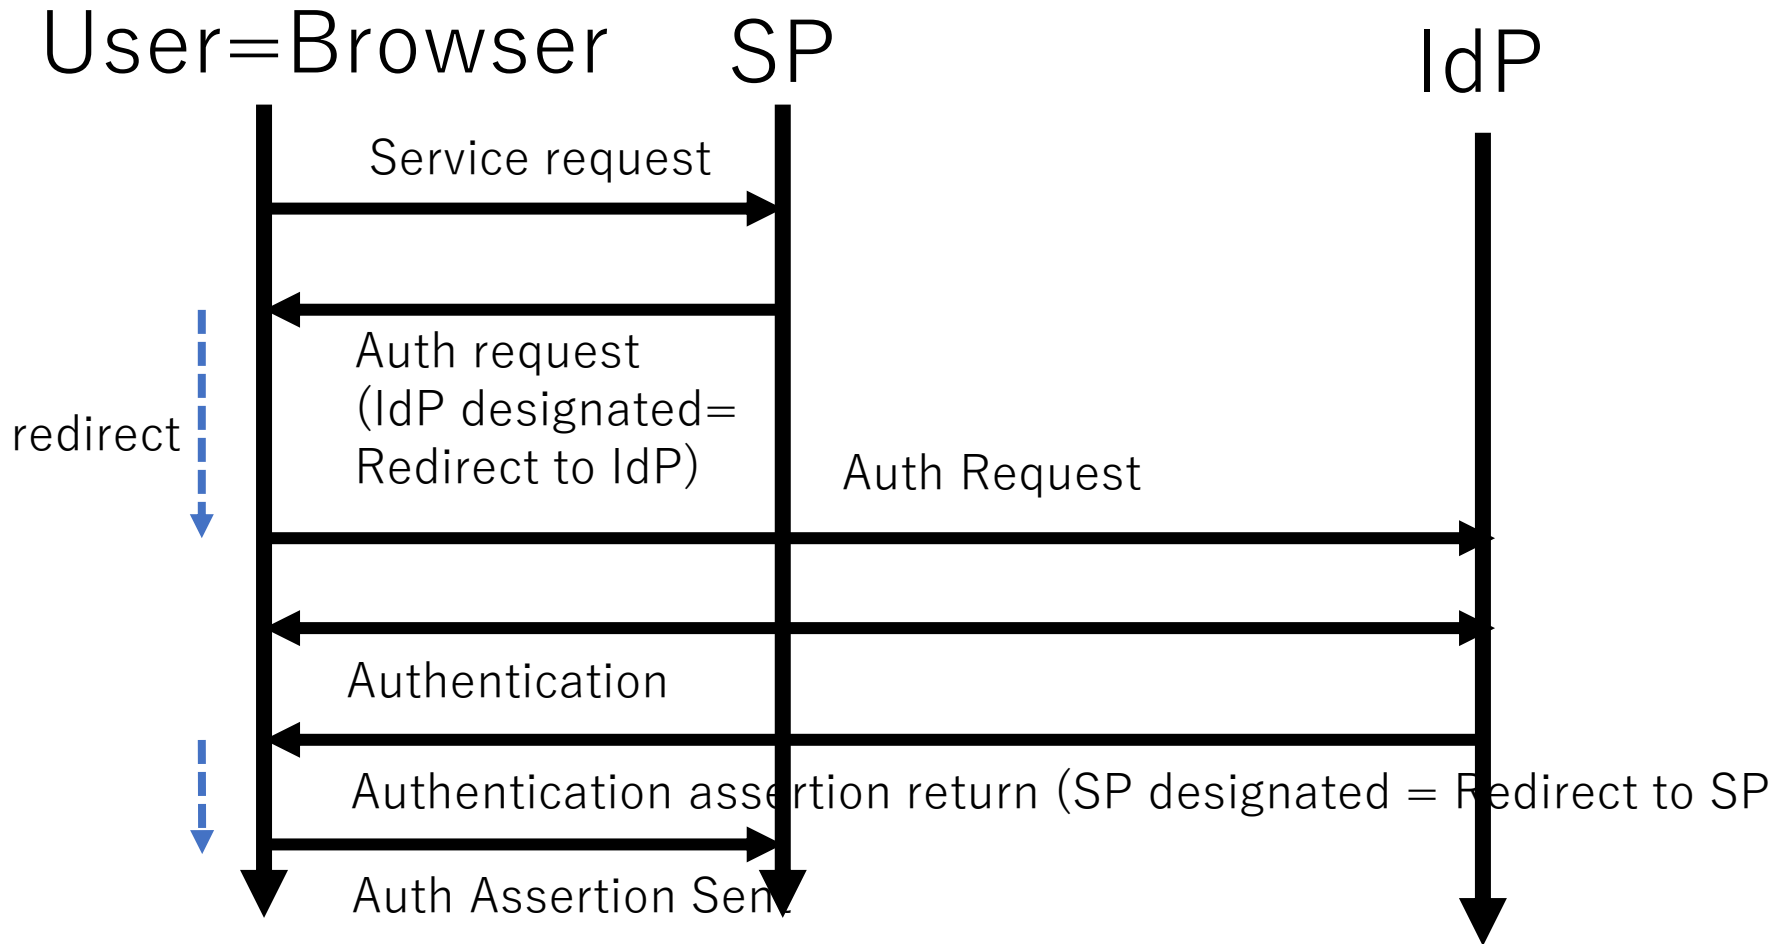 User=Browser
SP
IdP
Service request
Auth request
(IdP designated=
Redirect to IdP)
redirect
Auth Request
Authentication
Authentication assertion return (SP designated = Redirect to SP
Auth Assertion Sent